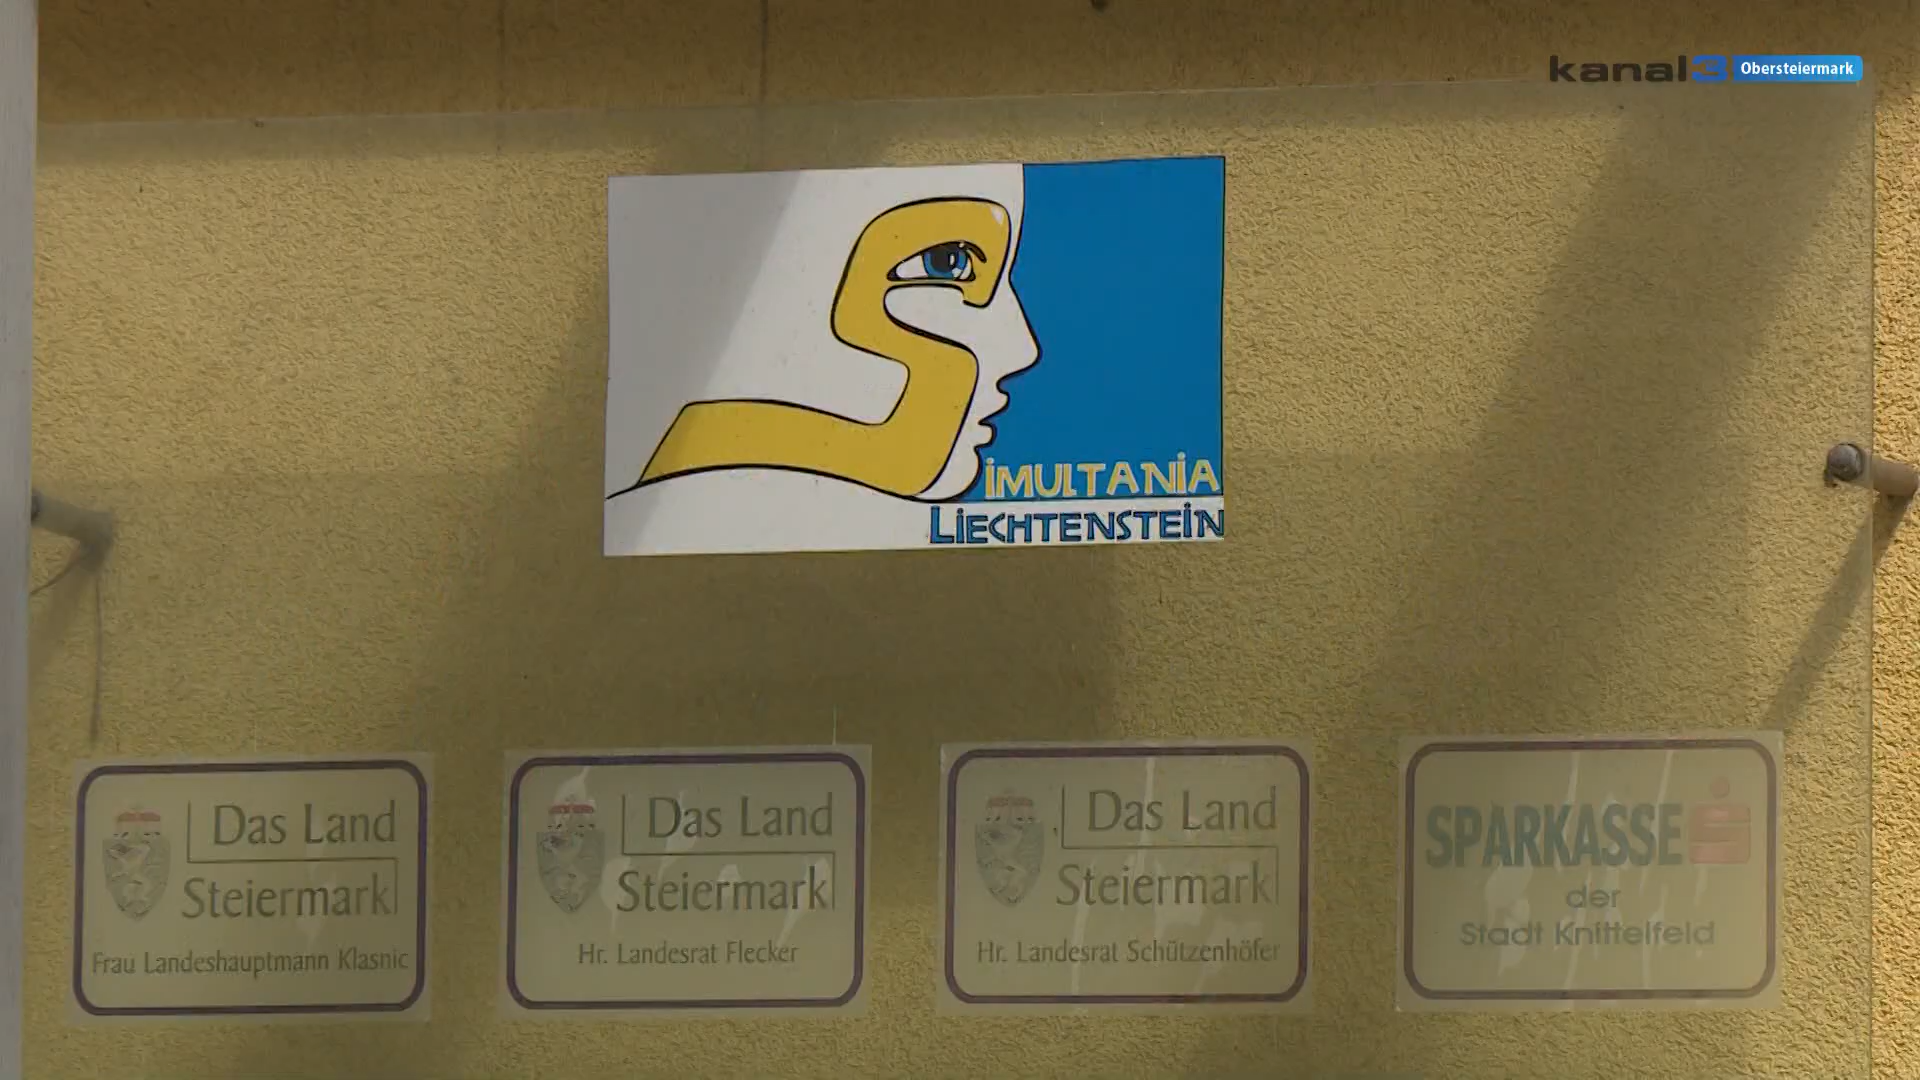 kanal3 Obersteiermark
SIMULTANIA
LIECHTENSTEIN
Das Land
Steiermark
Frau Landeshauptmann Klasnic
Das Land
Steiermark
Hr. Landesrat Flecker
Das Land
Steiermark
Hr. Landesrat Schützenhöfer
SPARKASSE
der
Stadt Knittelfeld